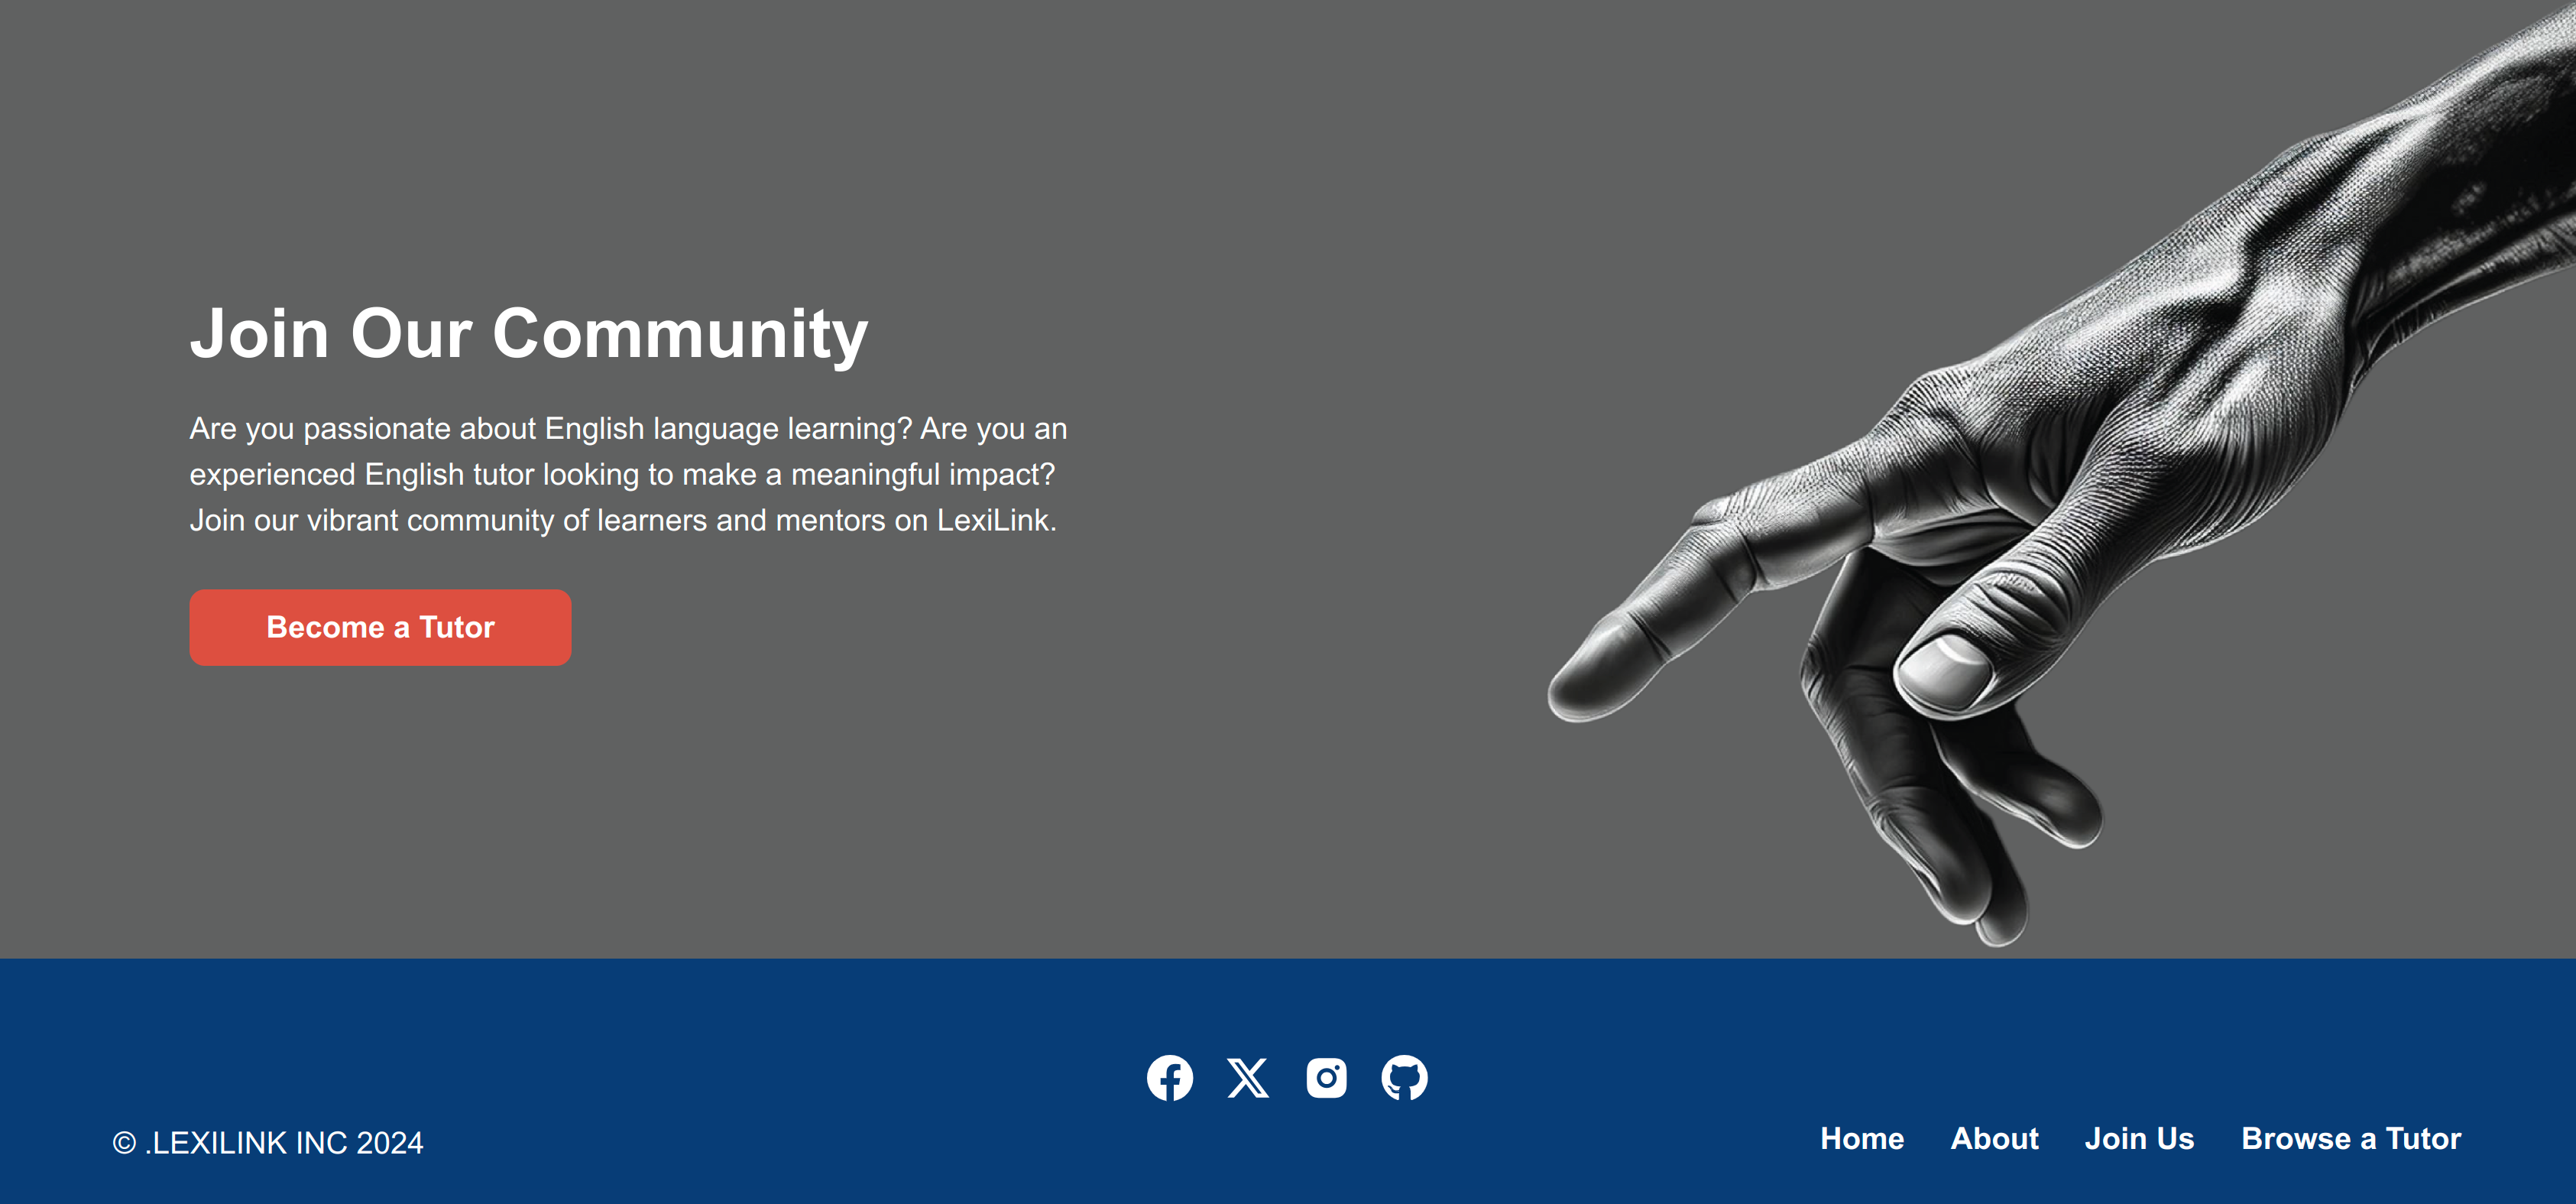 Join Our Community
Are you passionate about English language learning? Are you an
experienced English tutor looking to make a meaningful impact?
Join our vibrant community of learners and mentors on LexiLink.
Become a Tutor
© .LEXILINK INC 2024
Home About Join Us Browse a Tutor